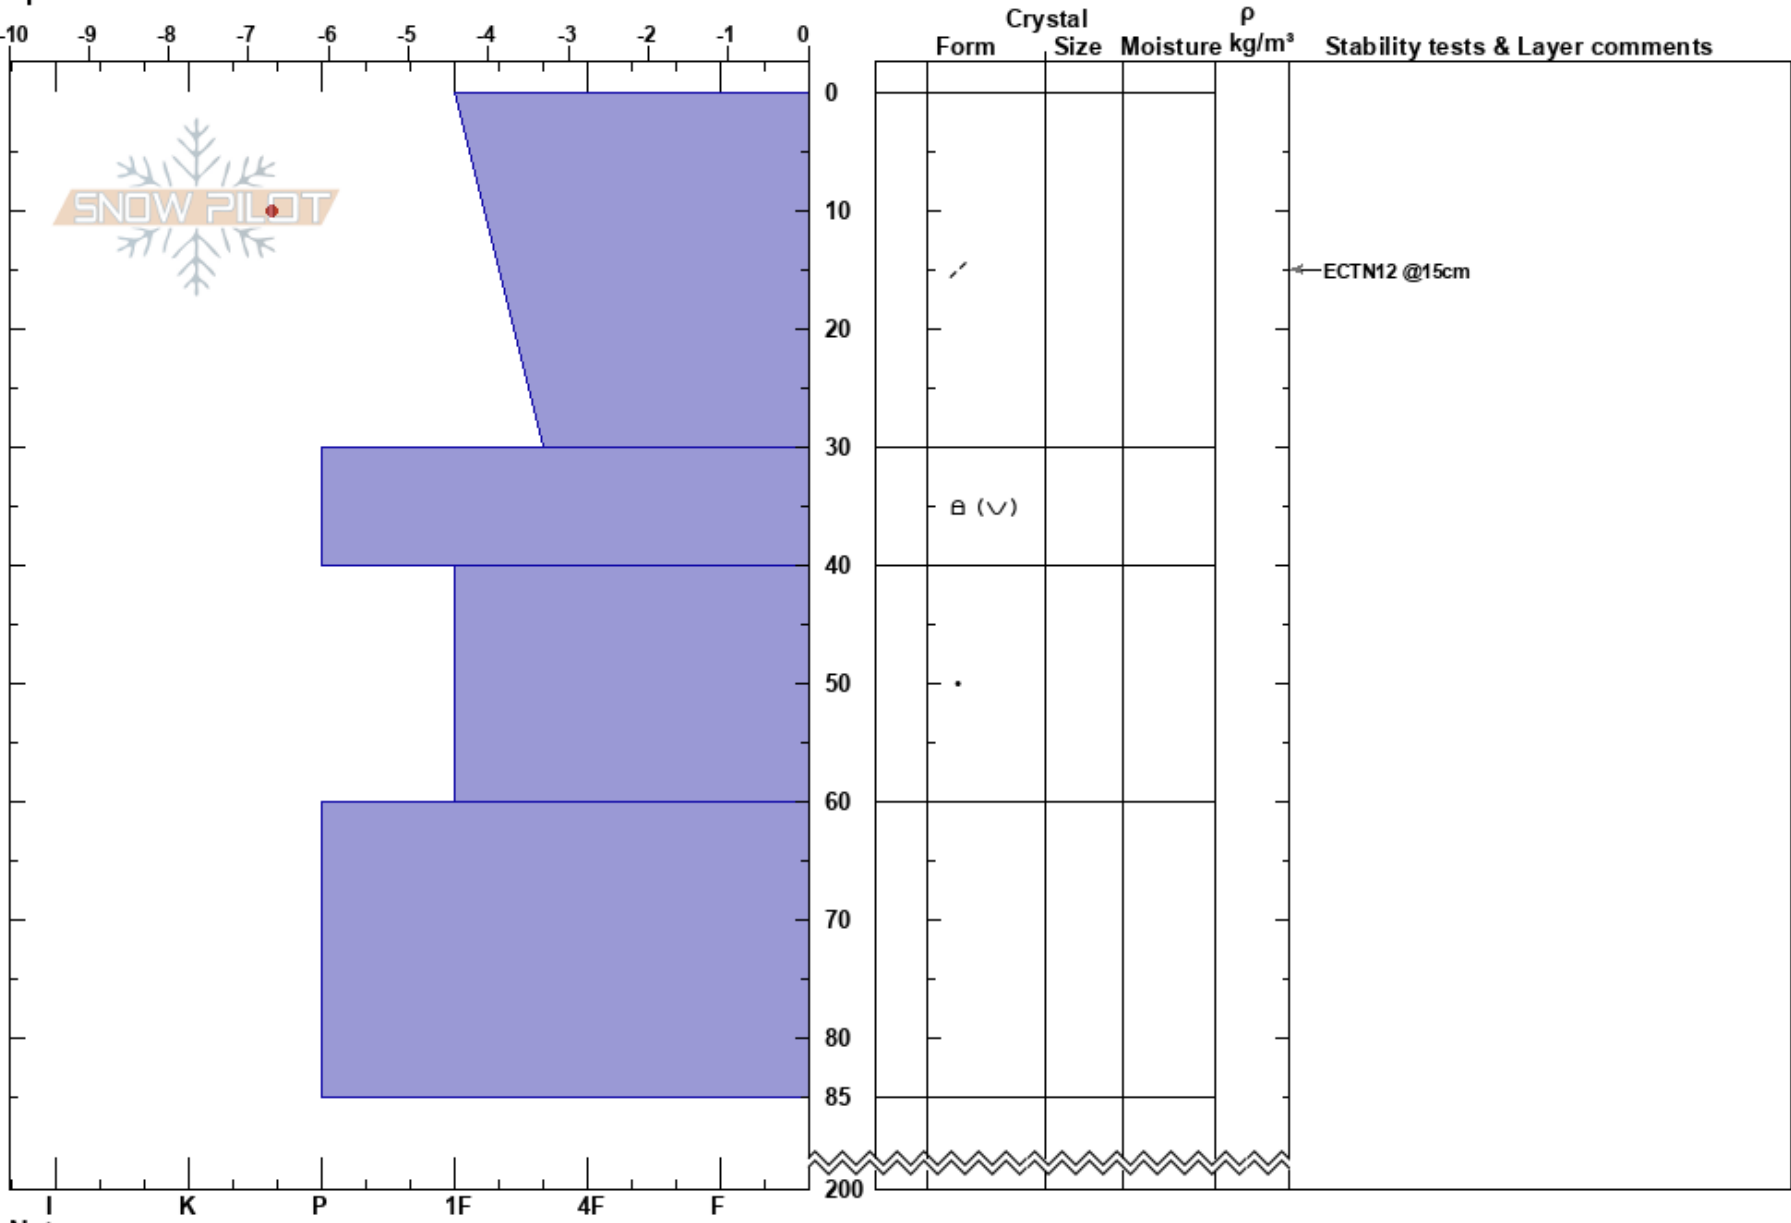 Crystal ρ
-10 -9 -8 -7 -6 -5 -4 -3 -2 -1 0
Form Size Moisture kg/m³ Stability tests & Layer comments
0
SNOW PILOT
10
ECTN12 @15cm
20
30
(V)
40
50
60
70
80
85
200
I K P 1F 4F F